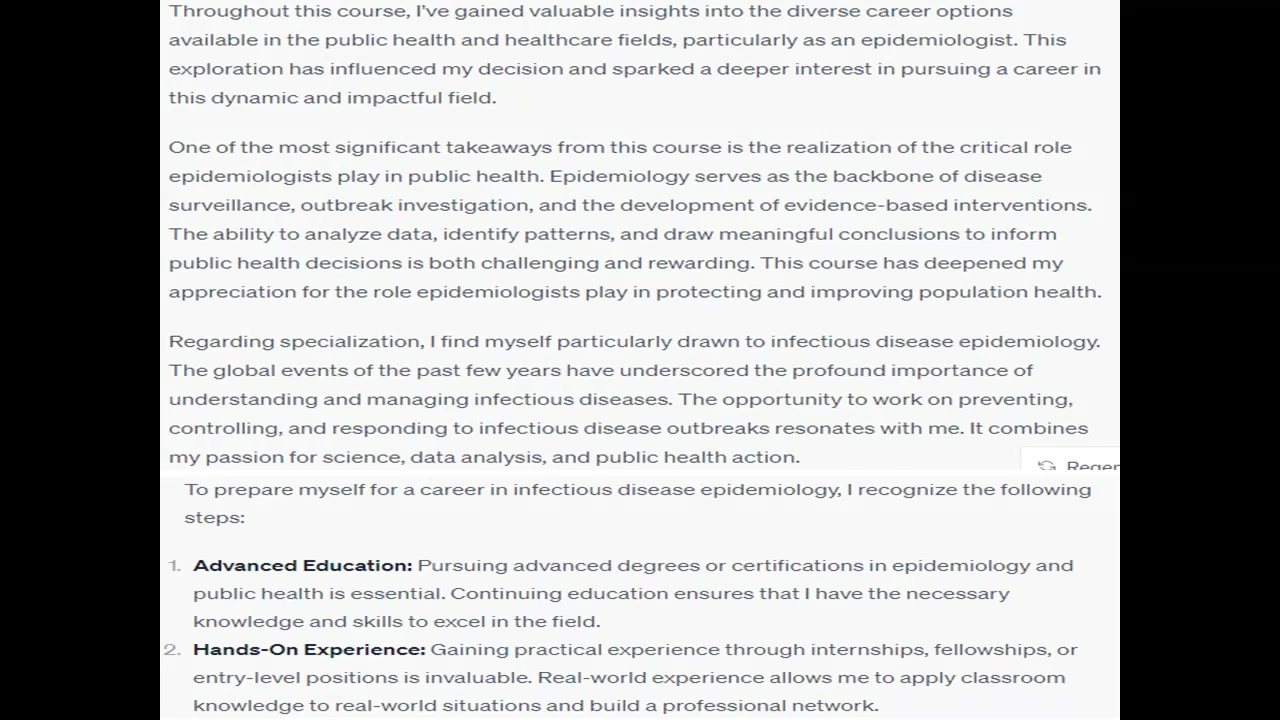 Throughout this course, I've gained valuable insights into the diverse career options
available in the public health and healthcare fields, particularly as an epidemiologist. This
exploration has influenced my decision and sparked a deeper interest in pursuing a career in
this dynamic and impactful field.
One of the most significant takeaways from this course is the realization of the critical role
epidemiologists play in public health. Epidemiology serves as the backbone of disease
surveillance, outbreak investigation, and the development of evidence-based interventions.
The ability to analyze data, identify patterns, and draw meaningful conclusions to inform
public health decisions is both challenging and rewarding. This course has deepened my
appreciation for the role epidemiologists play in protecting and improving population health.
Regarding specialization, I find myself particularly drawn to infectious disease epidemiology.
The global events of the past few years have underscored the profound importance of
understanding and managing infectious diseases. The opportunity to work on preventing,
controlling, and responding to infectious disease outbreaks resonates with me. It combines
my passion for science, data analysis, and public health action.
Regen
To prepare myself for a career in infectious disease epidemiology, I recognize the following
steps:
1. Advanced Education: Pursuing advanced degrees or certifications in epidemiology and
public health is essential. Continuing education ensures that I have the necessary
knowledge and skills to excel in the field.
2. Hands-On Experience: Gaining practical experience through internships, fellowships, or
entry-level positions is invaluable. Real-world experience allows me to apply classroom
knowledge to real-world situations and build a professional network.